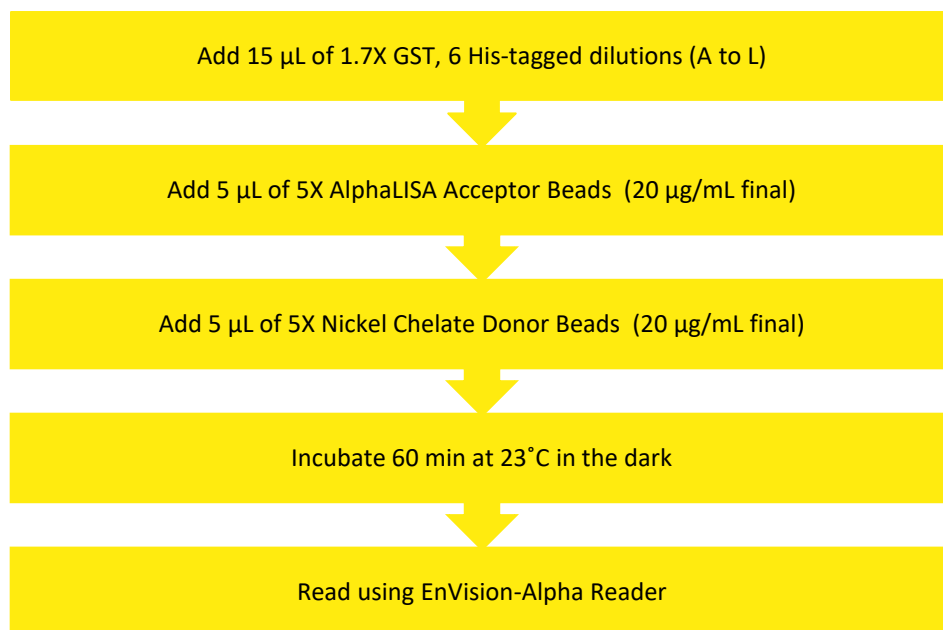 Add 15 µL of 1.7X GST, 6 His-tagged dilutions (A to L)
Add 5 µL of 5X AlphaLISA Acceptor Beads  (20 µg/mL final)
Add 5 µL of 5X Nickel Chelate Donor Beads  (20 µg/mL final)
Incubate 60 min at 23˚C in the dark
Read using EnVision-Alpha Reader